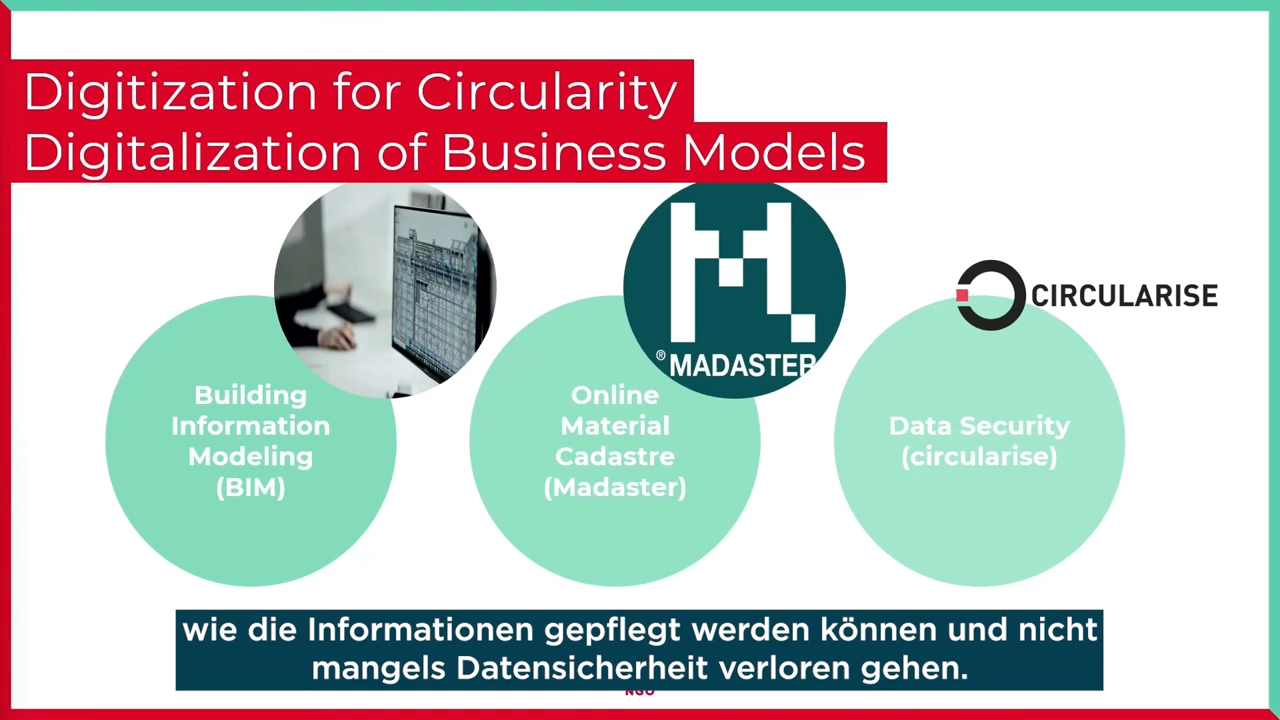 Digitization for Circularity
Digitalization of Business Models
®MADASTER
CIRCULARISE
Building
Information
Modeling
(BIM)
Online
Material
Cadastre
(Madaster)
Data Security
(circularise)
wie die Informationen gepflegt werden können und nicht
mangels Datensicherheit verloren gehen.